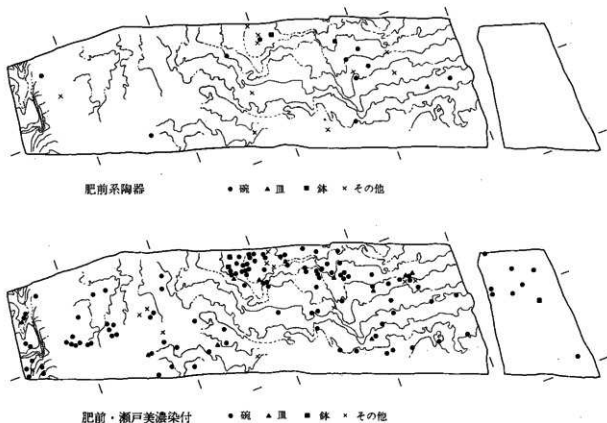 肥前系陶器 ● 碗 ▲ 皿 ■ 鉢 × その他
肥前・瀬戸美濃染付 ● 碗 ▲ 皿 ■ 鉢 × その他